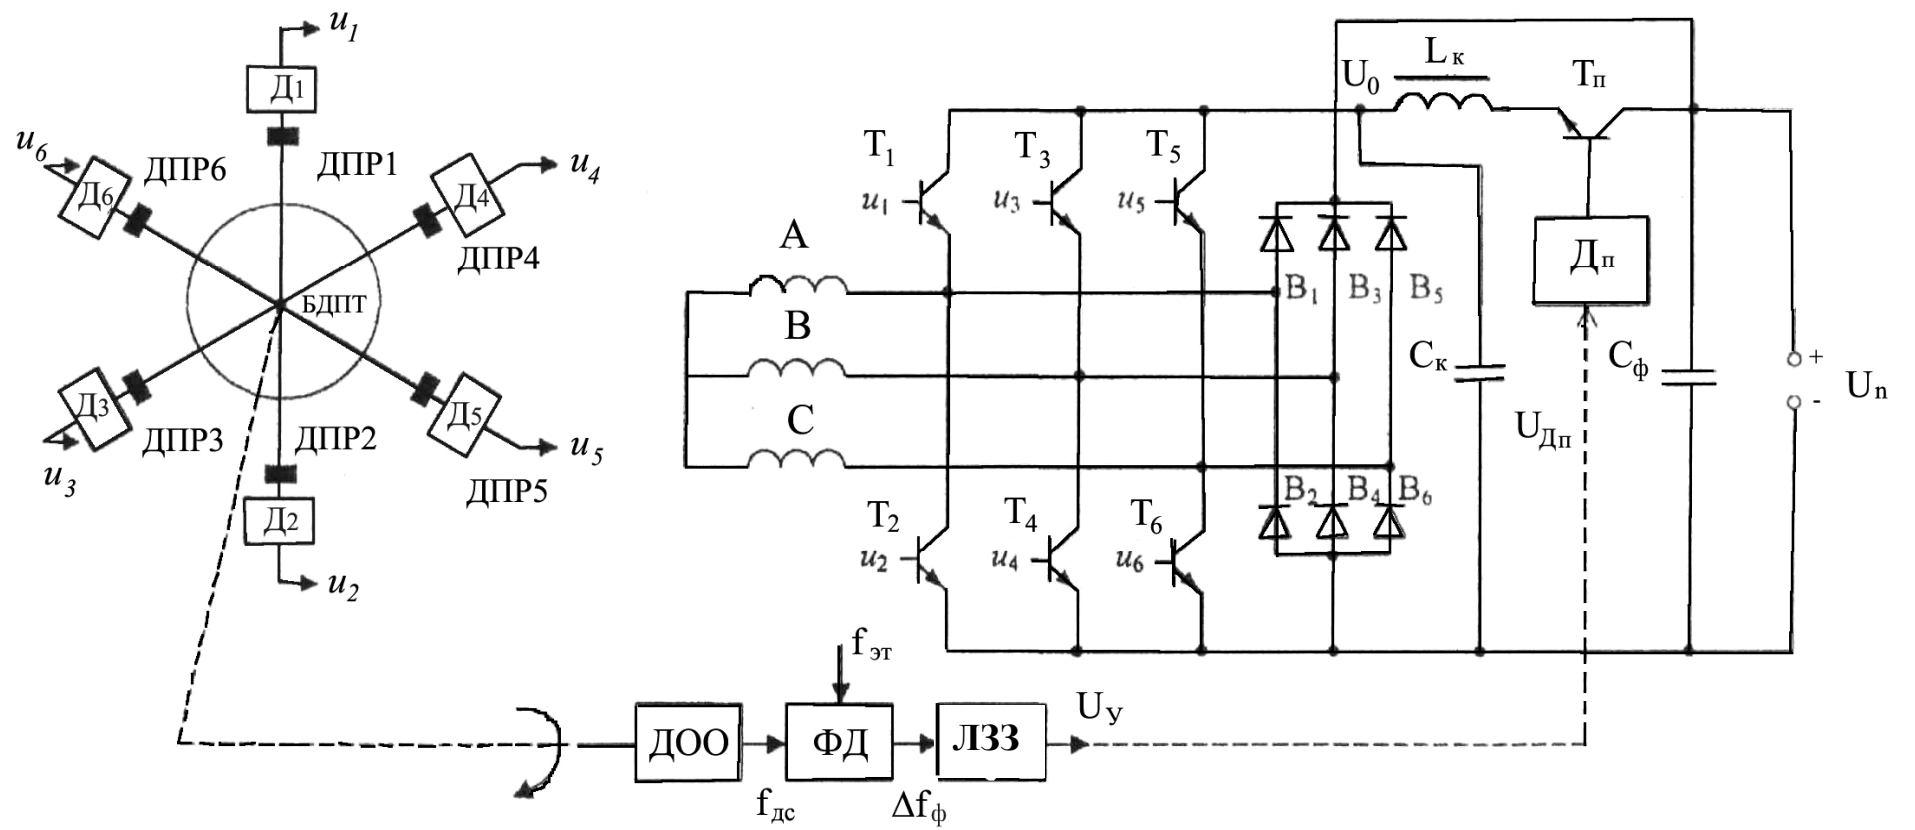 u1
Д1
ДПР1
u6
Д6
ДПР6
Д4
u4
ДПР4
БДПТ
Д3
ДПР3
u3
ДПР2
Д2
u2
Д5
u5
ДПР5
A
B
C
T1
u1
T3
u3
T5
u5
U0
Lк
Тп
Дп
B1
B3
B5
B2
B4
B6
T2
u2
T4
u4
T6
u6
Cк
UДп
Cф
+
-
Un
fэт
ДОО
ФД
ЛЗЗ
UУ
fдс
Δfф